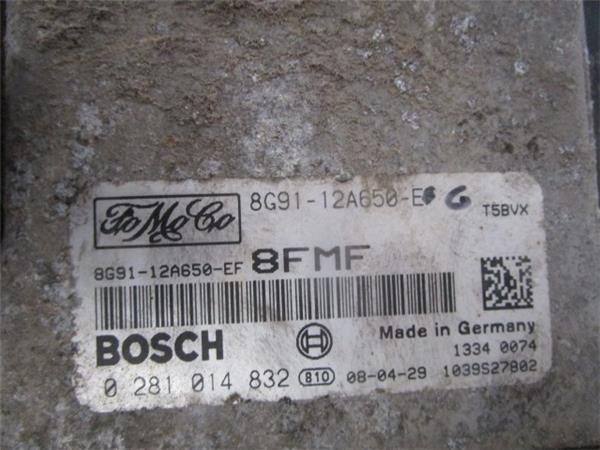 FoMoCo
8G91-12A650-E G
T5BVX
8G91-12A650-EF 8FMF
BOSCH
Made in Germany
1334 0074
0 281 014 832 810 08-04-29 1039S27802